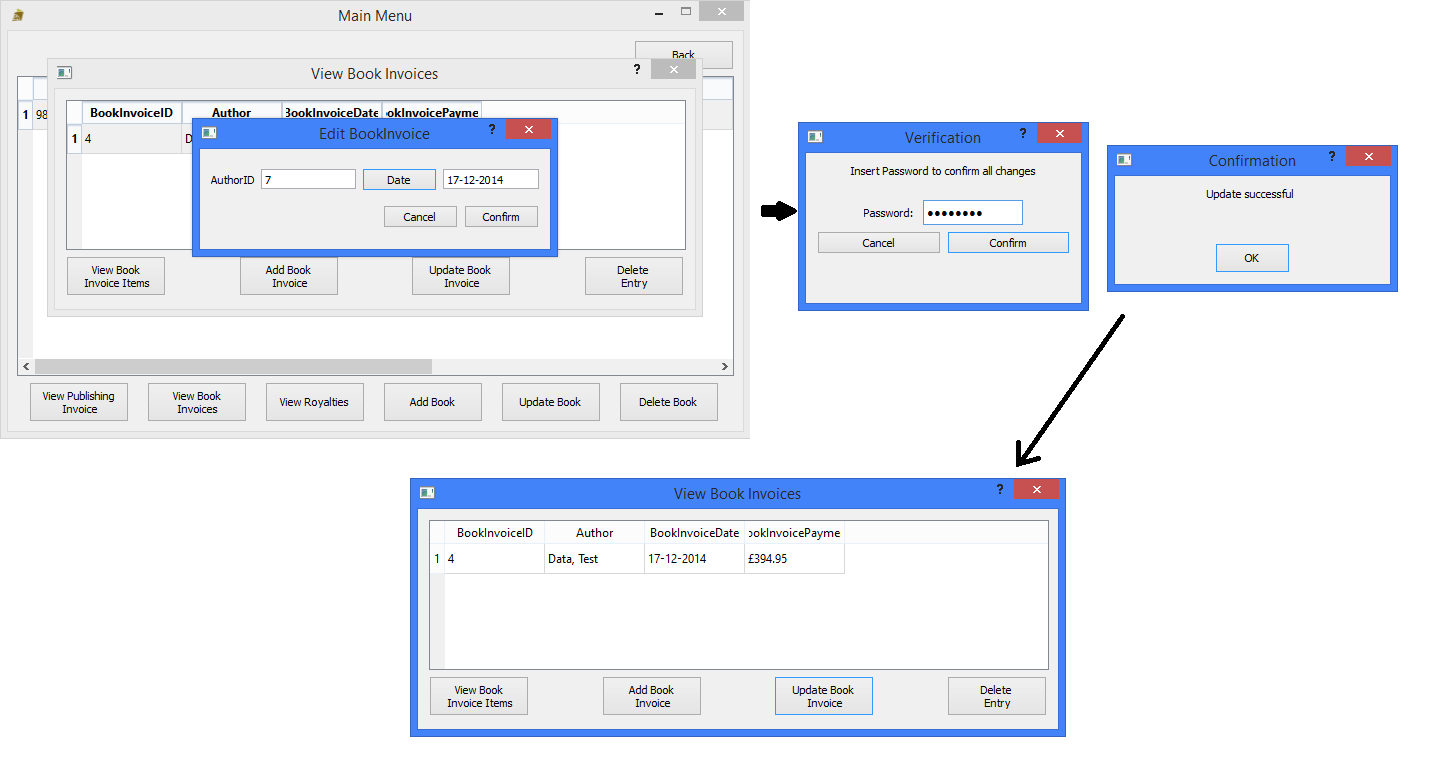 Main Menu
Back
View Book Invoices
?
BookInvoiceID Author BookInvoiceDate ookInvoicePayme
1 98
1 4 D
Edit BookInvoice
?
AuthorID 7 Date 17-12-2014
Cancel Confirm
View Book
Invoice Items
Add Book
Invoice
Update Book
Invoice
Delete
Entry
View Publishing
Invoice
View Book
Invoices
View Royalties
Add Book
Update Book
Delete Book
Verification
?
Insert Password to confirm all changes
Password: ●●●●●●●●
Cancel Confirm
Confirmation
?
Update successful
OK
View Book Invoices
?
BookInvoiceID Author BookInvoiceDate ookInvoicePayme
1 4 Data, Test 17-12-2014 £394.95
View Book
Invoice Items
Add Book
Invoice
Update Book
Invoice
Delete
Entry